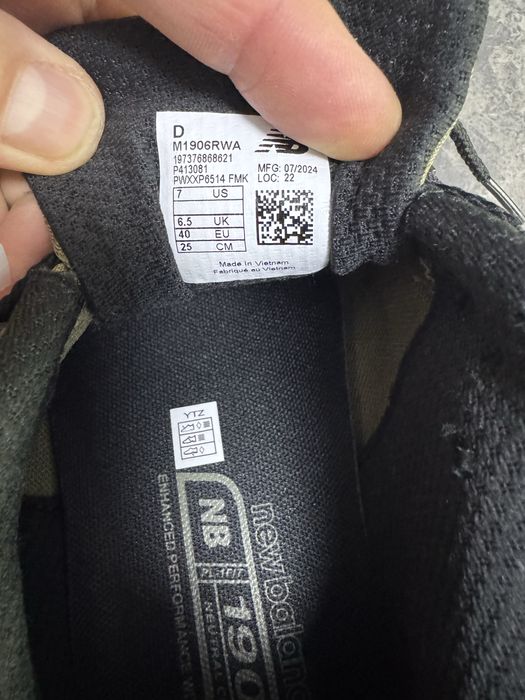 D
M1906RWA
197376868621
P413081
PWXXP6514 FMK
MFG: 07/2024
LOC: 22
7 US
6.5 UK
40 EU
25 CM
Made in Vietnam
Fabriqué au Vietnam
YTZ
NB
new balance
ENHANCED PERFORMANCE